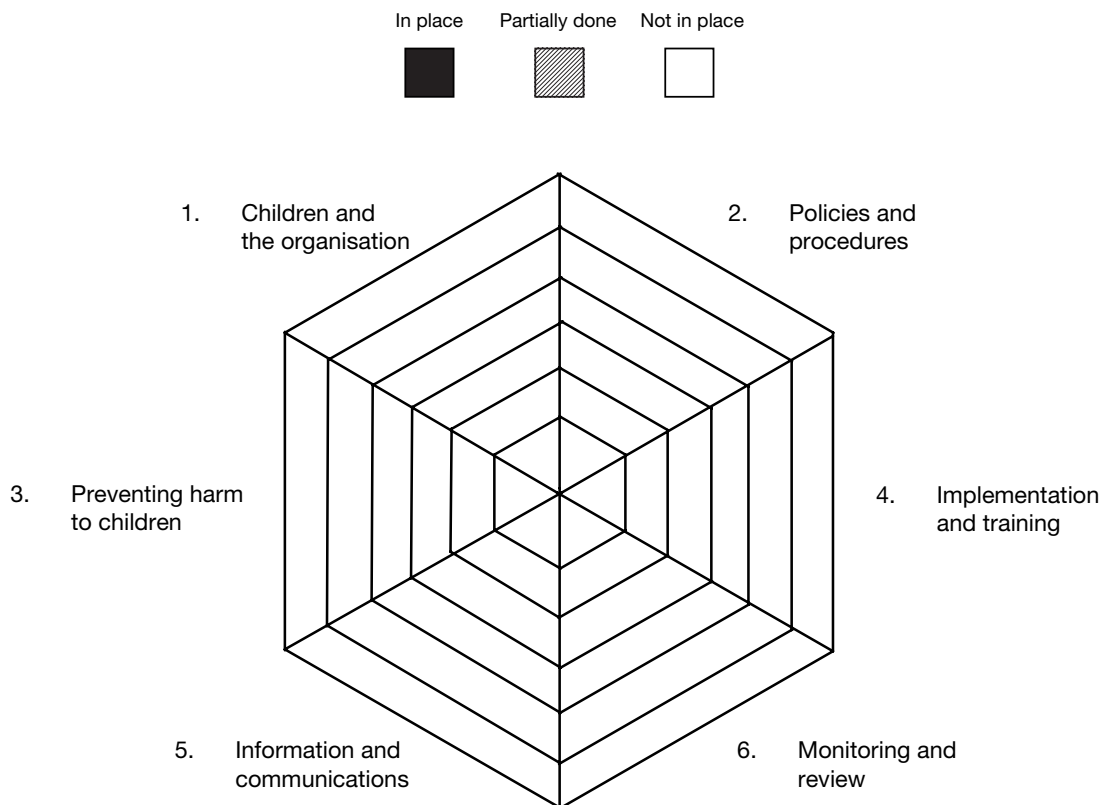 In place Partially done Not in place
1. Children and
the organisation
2. Policies and
procedures
3. Preventing harm
to children
4. Implementation
and training
5. Information and
communications
6. Monitoring and
review